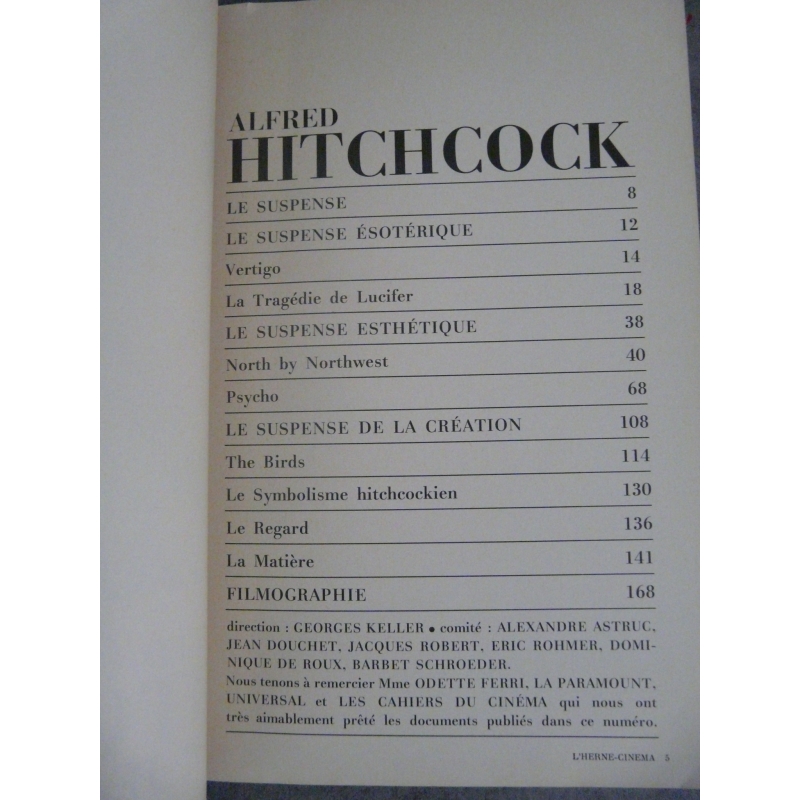 ALFRED
HITCHCOCK
LE SUSPENSE 8
LE SUSPENSE ÉSOTÉRIQUE 12
Vertigo 14
La Tragédie de Lucifer 18
LE SUSPENSE ESTHÉTIQUE 38
North by Northwest 40
Psycho 68
LE SUSPENSE DE LA CRÉATION 108
The Birds 114
Le Symbolisme hitchcockien 130
Le Regard 136
La Matière 141
FILMOGRAPHIE 168
direction : GEORGES KELLER • comité : ALEXANDRE ASTRUC,
JEAN DOUCHET, JACQUES ROBERT, ERIC ROHMER, DOMI-
NIQUE DE ROUX, BARBET SCHROEDER.
Nous tenons à remercier Mme ODETTE FERRI, LA PARAMOUNT,
UNIVERSAL et LES CAHIERS DU CINÉMA qui nous ont
très aimablement prêté les documents publiés dans ce numéro.
L'HERNE-CINEMA 5